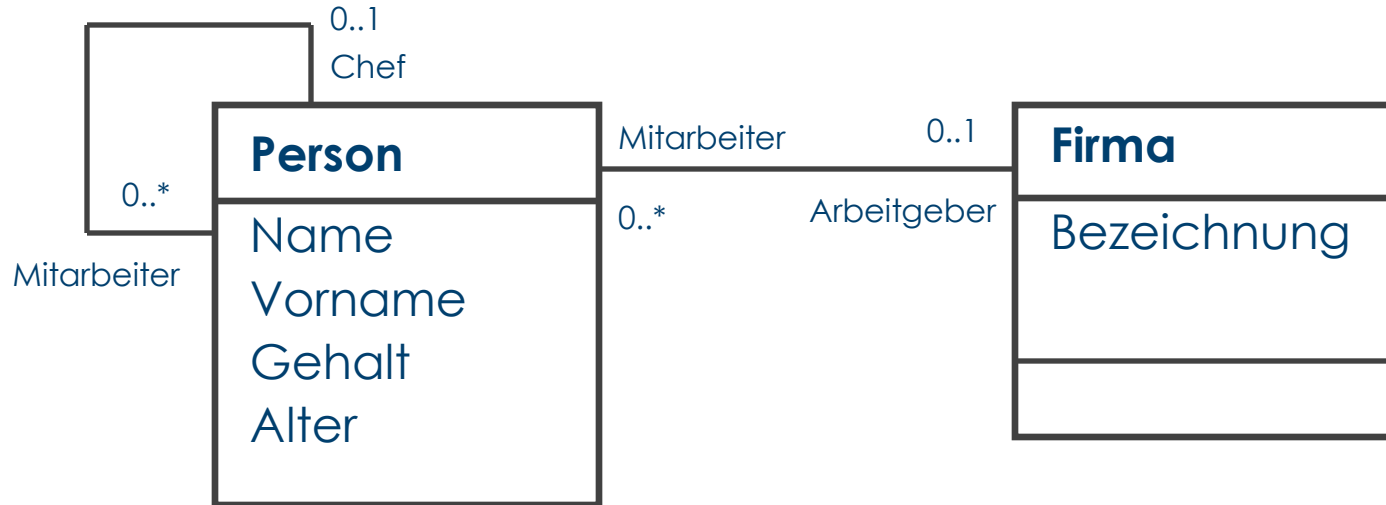 0..1
Chef
Person
Mitarbeiter
0..1
Firma
0..*
Mitarbeiter
0..*
Arbeitgeber
Name
Vorname
Gehalt
Alter
Bezeichnung